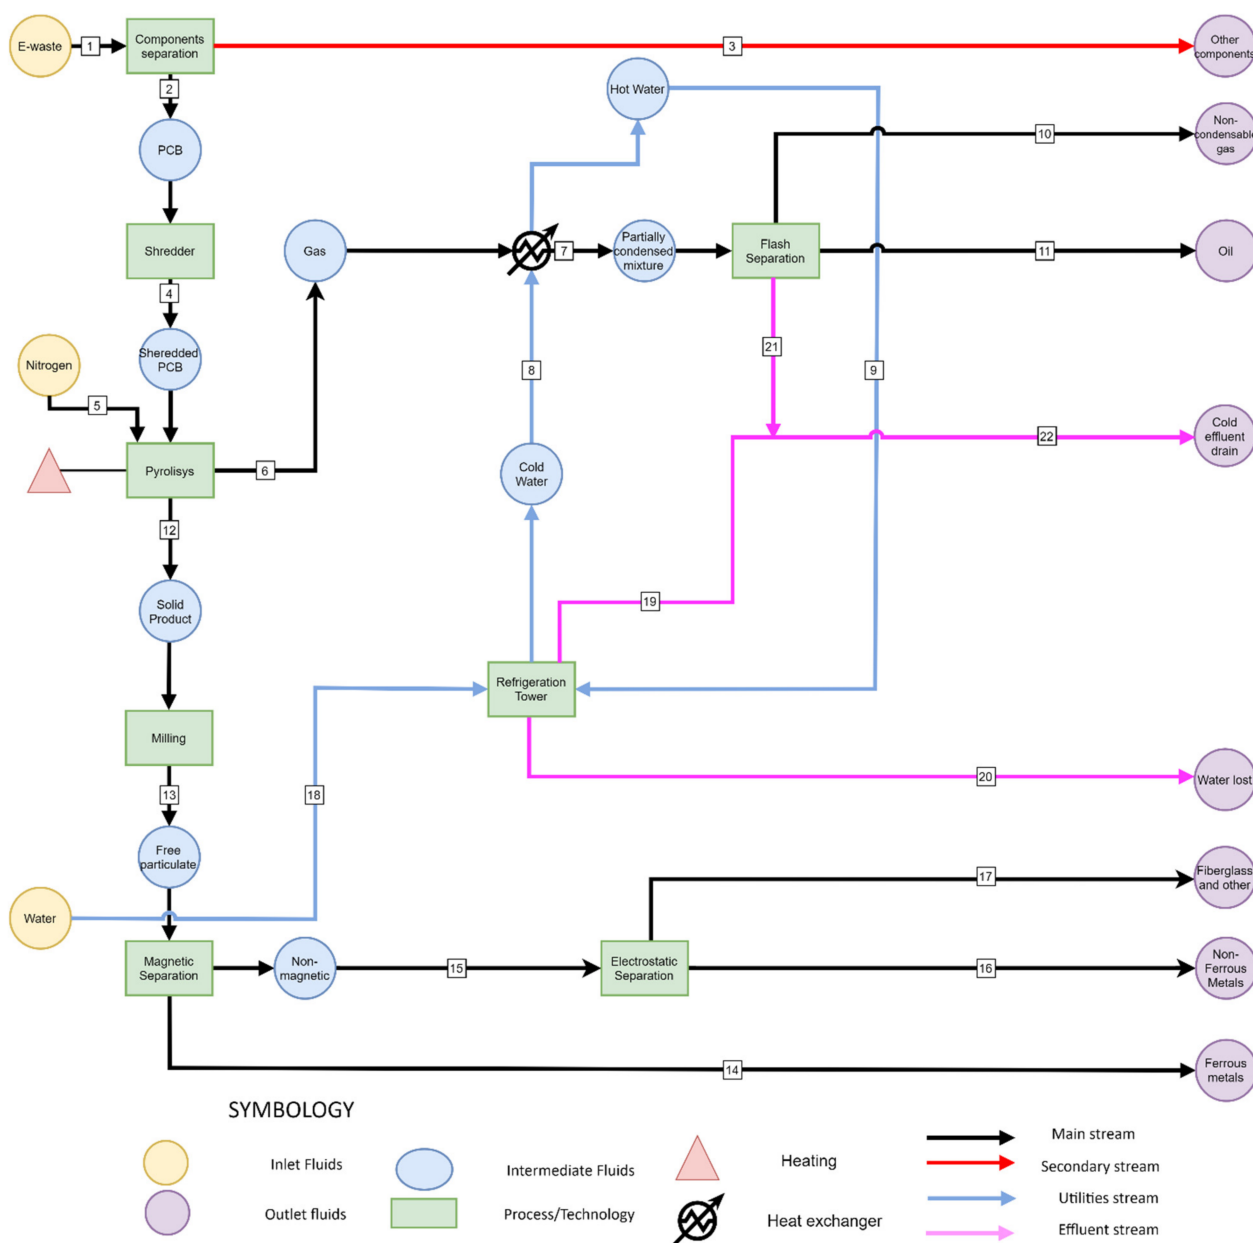 E-waste
1
Components
separation
3
Other
components
2
Hot Water
PCB
10
Non-
condensable
gas
Shredder
Gas
7
Partially
condensed
mixture
Flash
Separation
11
Oil
4
Nitrogen
Sheredded
PCB
21
8
9
5
Cold
effluent
drain
22
Pyrolisys
6
Cold
Water
12
Solid
Product
19
Refrigeration
Tower
Milling
13
18
20
Water lost
Free
particulate
17
Fiberglass
and other
Water
Magnetic
Separation
Non-
magnetic
15
Electrostatic
Separation
16
Non-
Ferrous
Metals
14
Ferrous
metals
SYMBOLOGY
Inlet Fluids
Intermediate Fluids
Heating
Main stream
Secondary stream
Outlet fluids
Process/Technology
Heat exchanger
Utilities stream
Effluent stream